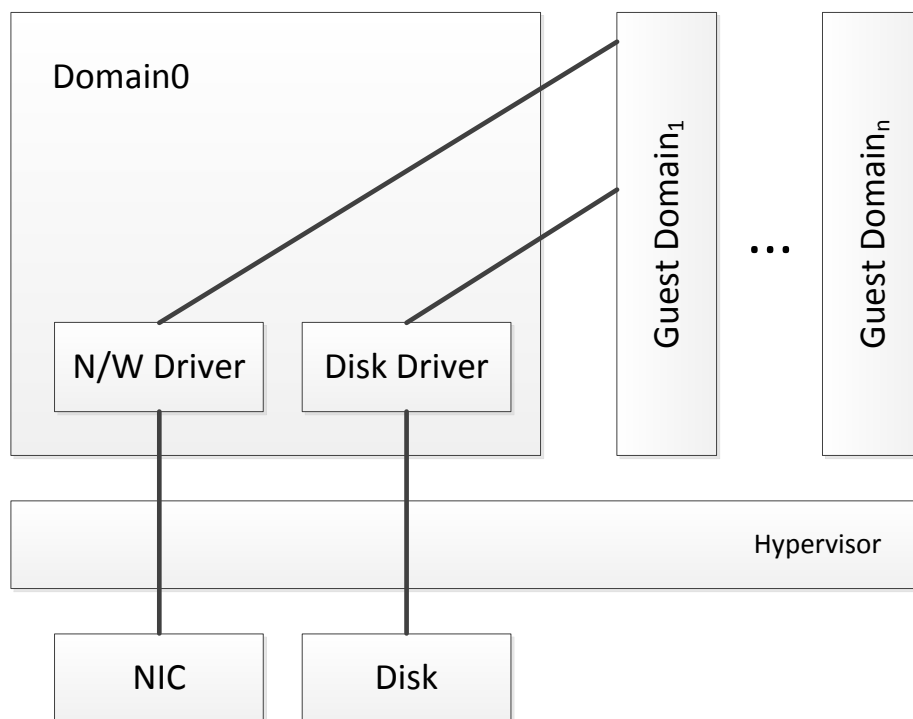 Domain0
Guest Domain₁
...
Guest Domainₙ
N/W Driver
Disk Driver
Hypervisor
NIC
Disk